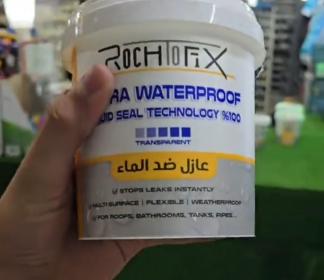 ROCHTOFIX
RA WATERPROOF
UID SEAL TECHNOLOGY %100
TRANSPARENT
عازل ضد الماء
STOPS LEAKS INSTANTLY
MULTI SURFACE | FLEXIBLE | WEATHERPROOF
FOR ROOFS, BATHROOMS, TANKS, PIPES...